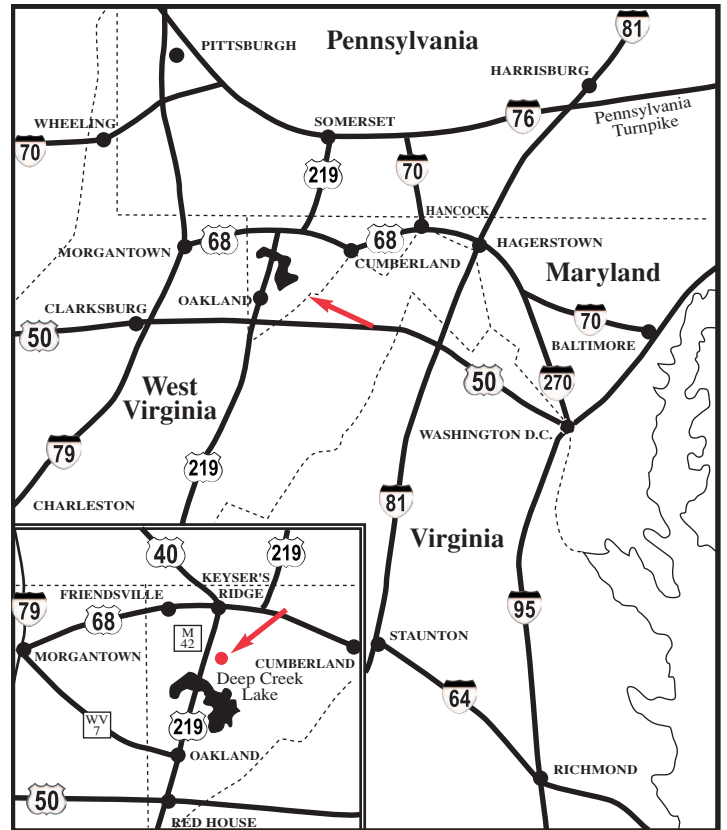 81
PITTSBURGH
Pennsylvania
HARRISBURG
76
Pennsylvania
Turnpike
WHEELING
SOMERSET
70
219
70
HANCOCK
MORGANTOWN
68
68
CUMBERLAND
HAGERSTOWN
Maryland
OAKLAND
CLARKSBURG
50
70
BALTIMORE
West
Virginia
50
270
WASHINGTON D.C.
79
219
81
CHARLESTON
Virginia
40
219
KEYSER'S
RIDGE
FRIENDSVILLE
79
68
M
42
MORGANTOWN
CUMBERLAND
Deep Creek
Lake
WV
7
219
OAKLAND
50
RED HOUSE
95
STAUNTON
64
RICHMOND